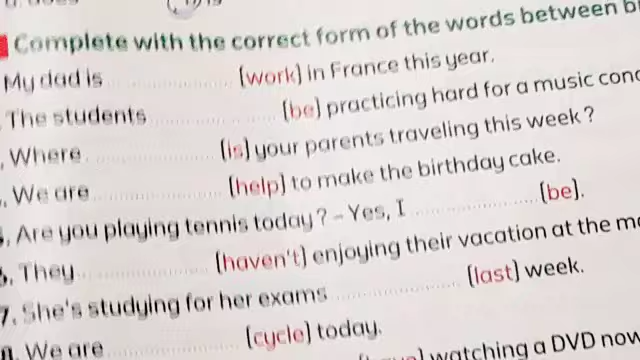 Complete with the correct form of the words between
My dad is .................... (work) in France this year.
The students .................... (be) practicing hard for a music
Where .................... (is) your parents traveling this week?
We are .................... (help) to make the birthday cake.
Are you playing tennis today? - Yes, I .................... (be).
They .................... (haven't) enjoying their vacation at the
7. She's studying for her exams .................... (last) week.
We are .................... (cycle) today.
watching a DVD now